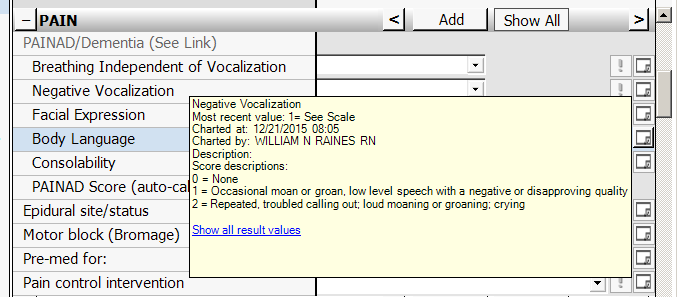 − PAIN < Add Show All >
PAINAD/Dementia (See Link)
Breathing Independent of Vocalization
Negative Vocalization
Facial Expression
Body Language
Consolability
PAINAD Score (auto-cal
Epidural site/status
Motor block (Bromage)
Pre-med for:
Pain control intervention
Negative Vocalization
Most recent value: 1= See Scale
Charted at: 12/21/2015 08:05
Charted by: WILLIAM N RAINES RN
Description:
Score descriptions:
0 = None
1 = Occasional moan or groan, low level speech with a negative or disapproving quality
2 = Repeated, troubled calling out; loud moaning or groaning; crying
Show all result values